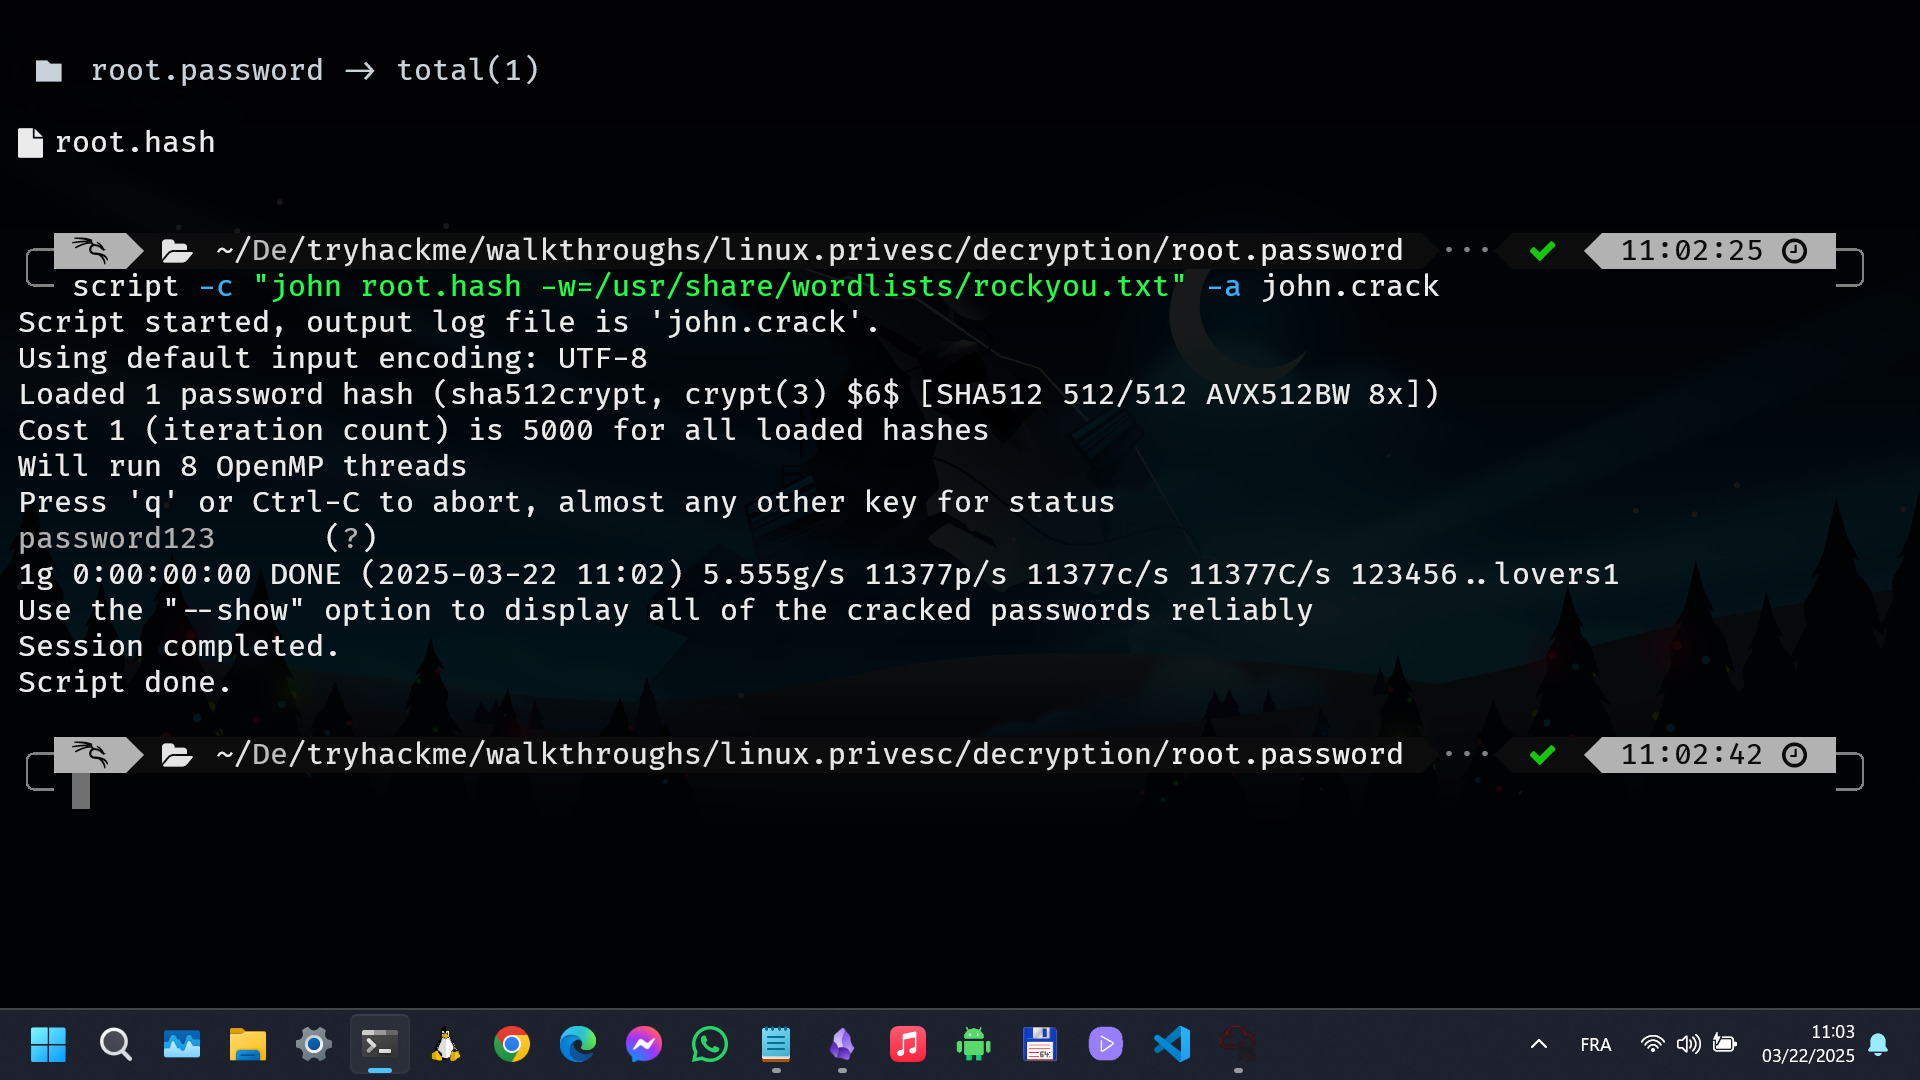 root.password → total(1)
root.hash
~/De/tryhackme/walkthroughs/linux.privesc/decryption/root.password ··· ✔ 11:02:25
script -c "john root.hash -w=/usr/share/wordlists/rockyou.txt" -a john.crack
Script started, output log file is 'john.crack'.
Using default input encoding: UTF-8
Loaded 1 password hash (sha512crypt, crypt(3) $6$ [SHA512 512/512 AVX512BW 8x])
Cost 1 (iteration count) is 5000 for all loaded hashes
Will run 8 OpenMP threads
Press 'q' or Ctrl-C to abort, almost any other key for status
password123      (?)
1g 0:00:00:00 DONE (2025-03-22 11:02) 5.555g/s 11377p/s 11377c/s 11377C/s 123456..lovers1
Use the "--show" option to display all of the cracked passwords reliably
Session completed.
Script done.
~/De/tryhackme/walkthroughs/linux.privesc/decryption/root.password ··· ✔ 11:02:42
FRA
11:03
03/22/2025